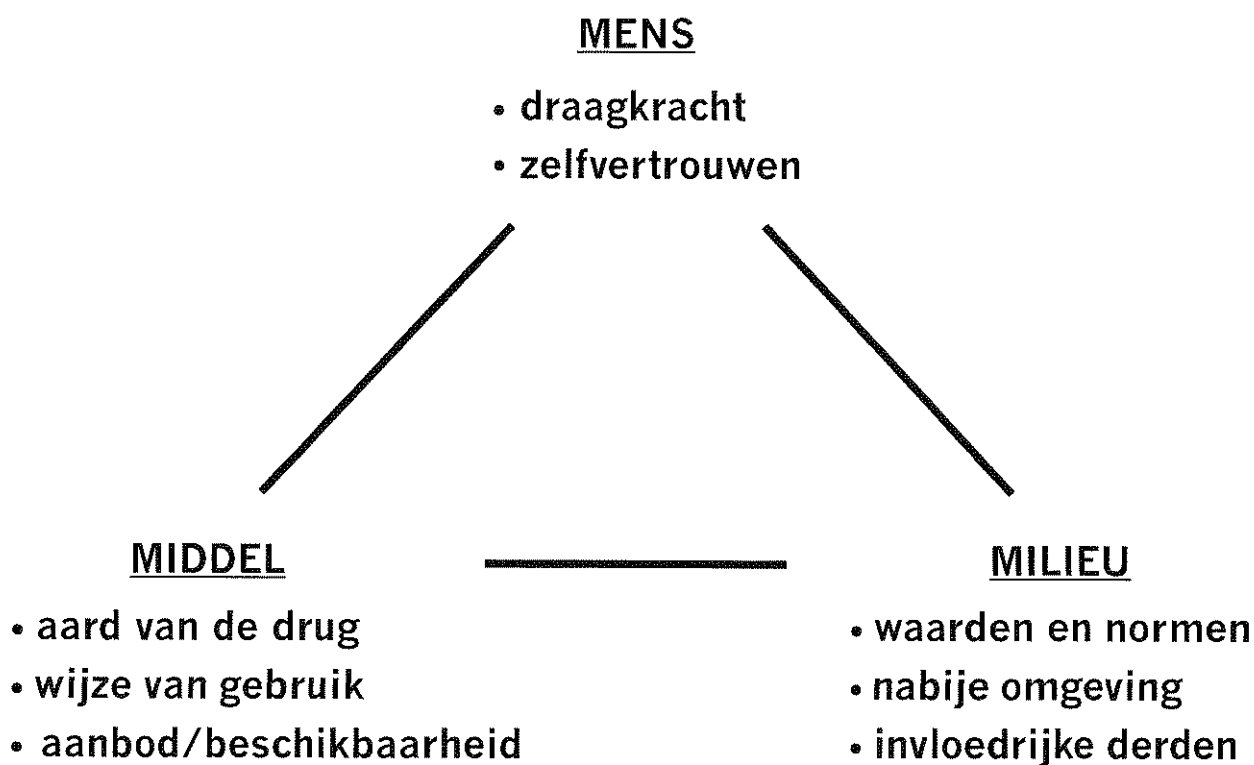 MENS
• draagkracht
• zelfvertrouwen
MIDDEL
• aard van de drug
• wijze van gebruik
• aanbod/beschikbaarheid
MILIEU
• waarden en normen
• nabije omgeving
• invloedrijke derden